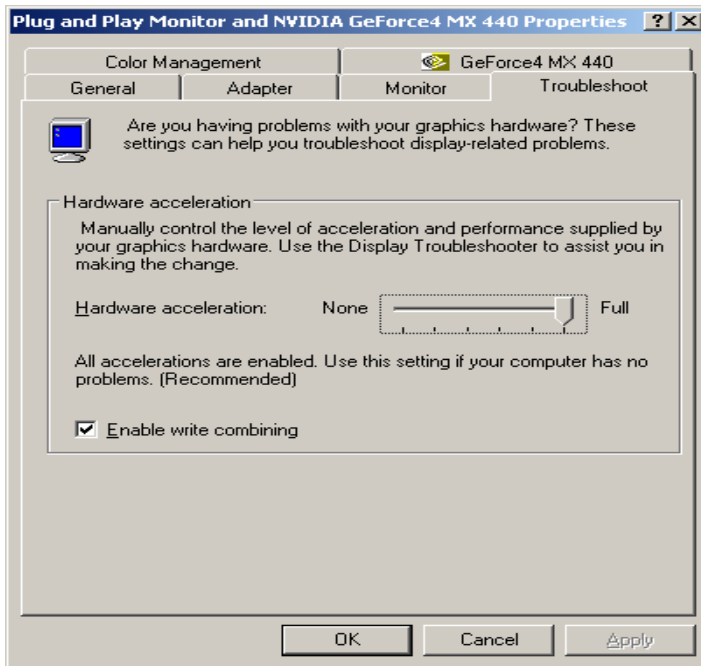 Plug and Play Monitor and NVIDIA GeForce4 MX 440 Properties ? X
Color Management GeForce4 MX 440
General Adapter Monitor Troubleshoot
Are you having problems with your graphics hardware? These
settings can help you troubleshoot display-related problems.
Hardware acceleration
Manually control the level of acceleration and performance supplied by
your graphics hardware. Use the Display Troubleshooter to assist you in
making the change.
Hardware acceleration: None Full
All accelerations are enabled. Use this setting if your computer has no
problems. (Recommended)
Enable write combining
OK Cancel Apply